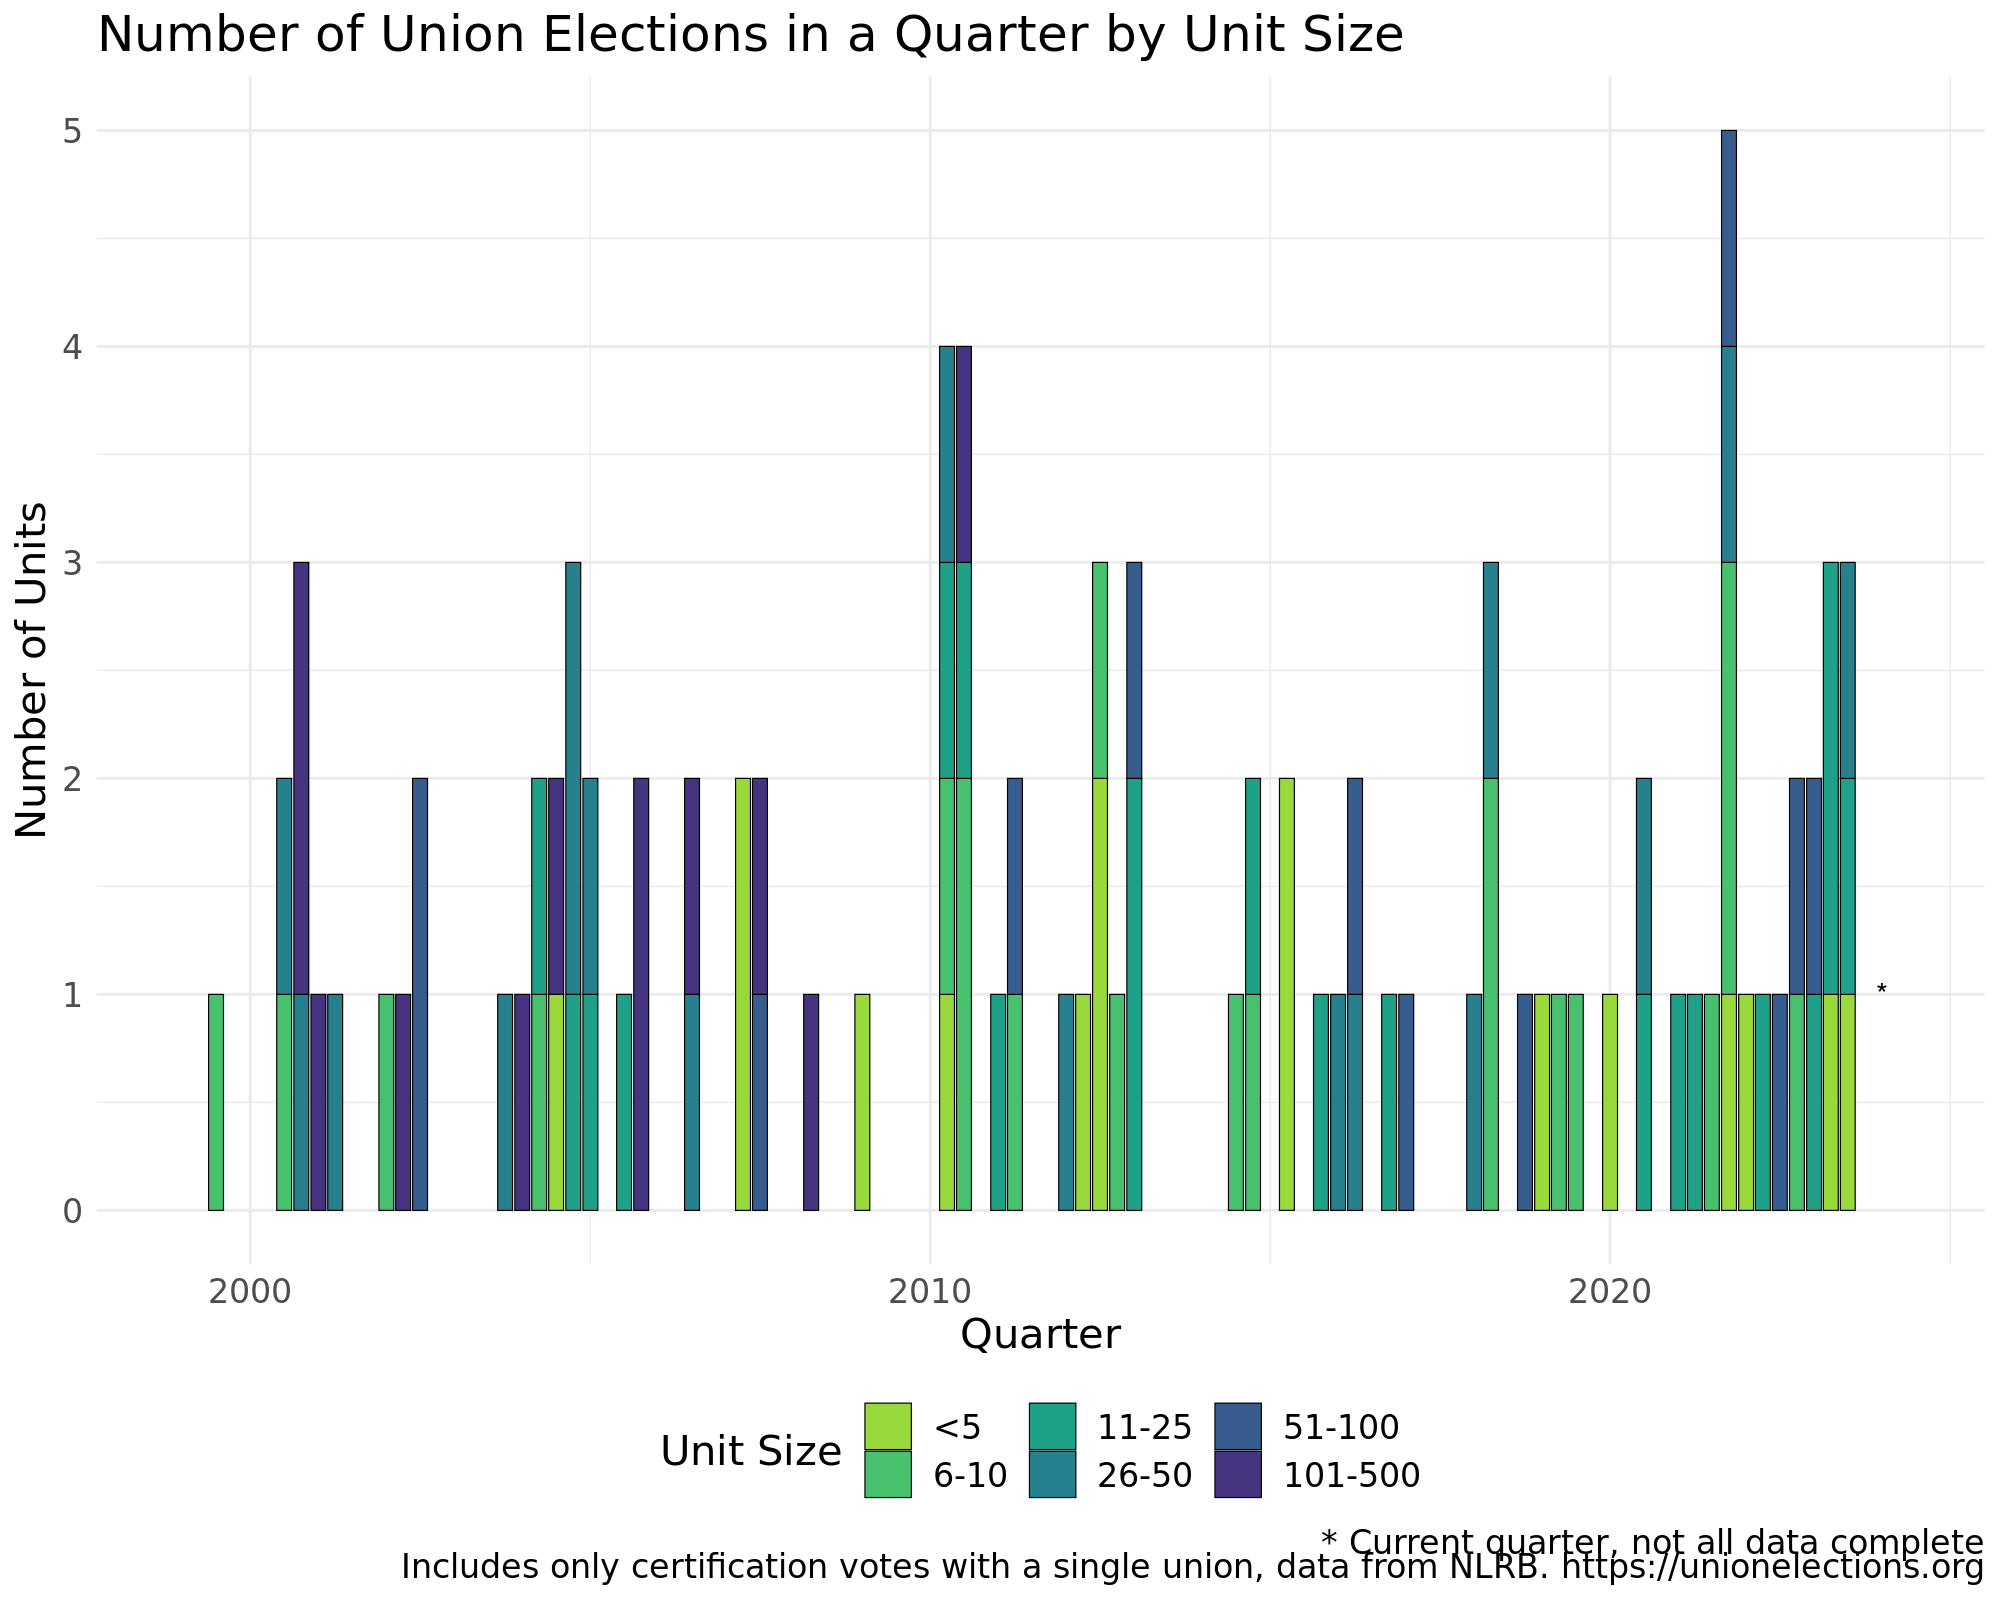 Number of Union Elections in a Quarter by Unit Size
5
4
3
2
1
0
Number of Units
*
2000 2010 2020
Quarter
Unit Size
<5 11-25 51-100
6-10 26-50 101-500
* Current quarter, not all data complete
Includes only certification votes with a single union, data from NLRB. https://unionelections.org